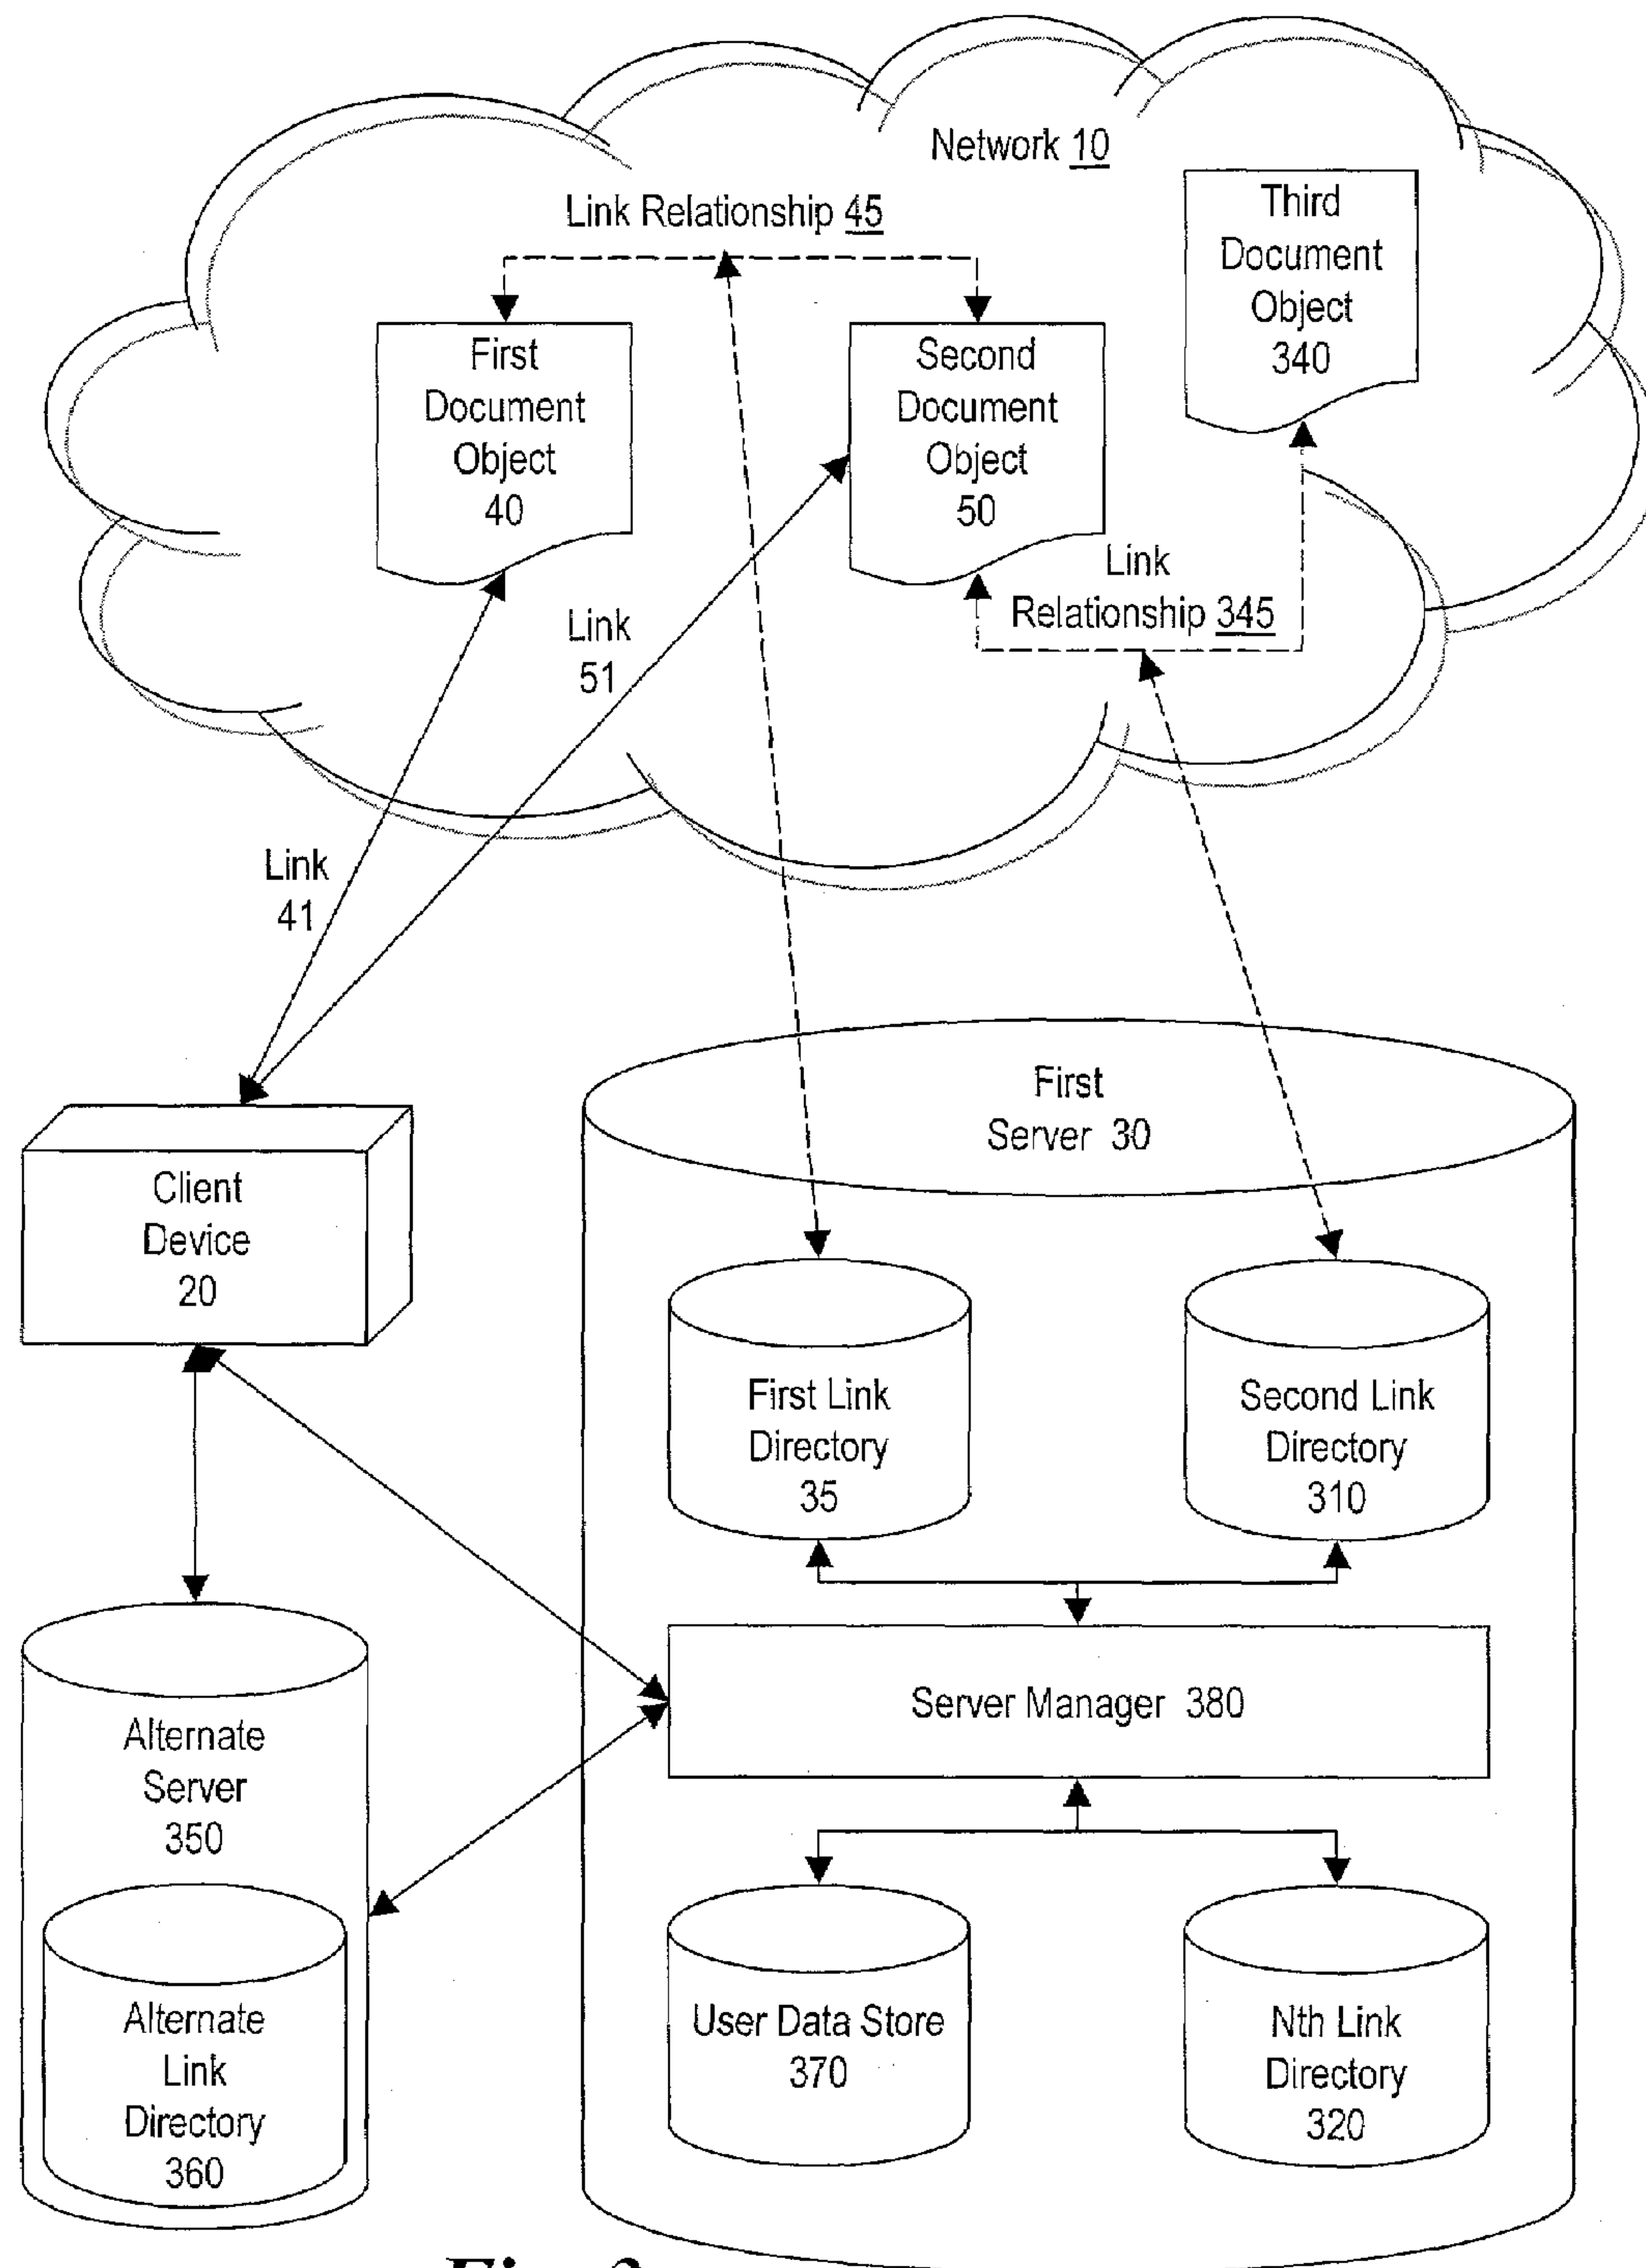 Network 10
Link Relationship 45
Third
Document
Object
340
First
Document
Object
40
Second
Document
Object
50
Link
Relationship 345
Link
51
Link
41
First
Server 30
Client
Device
20
First Link
Directory
35
Second Link
Directory
310
Server Manager 380
Alternate
Server
350
Alternate
Link
Directory
360
User Data Store
370
Nth Link
Directory
320